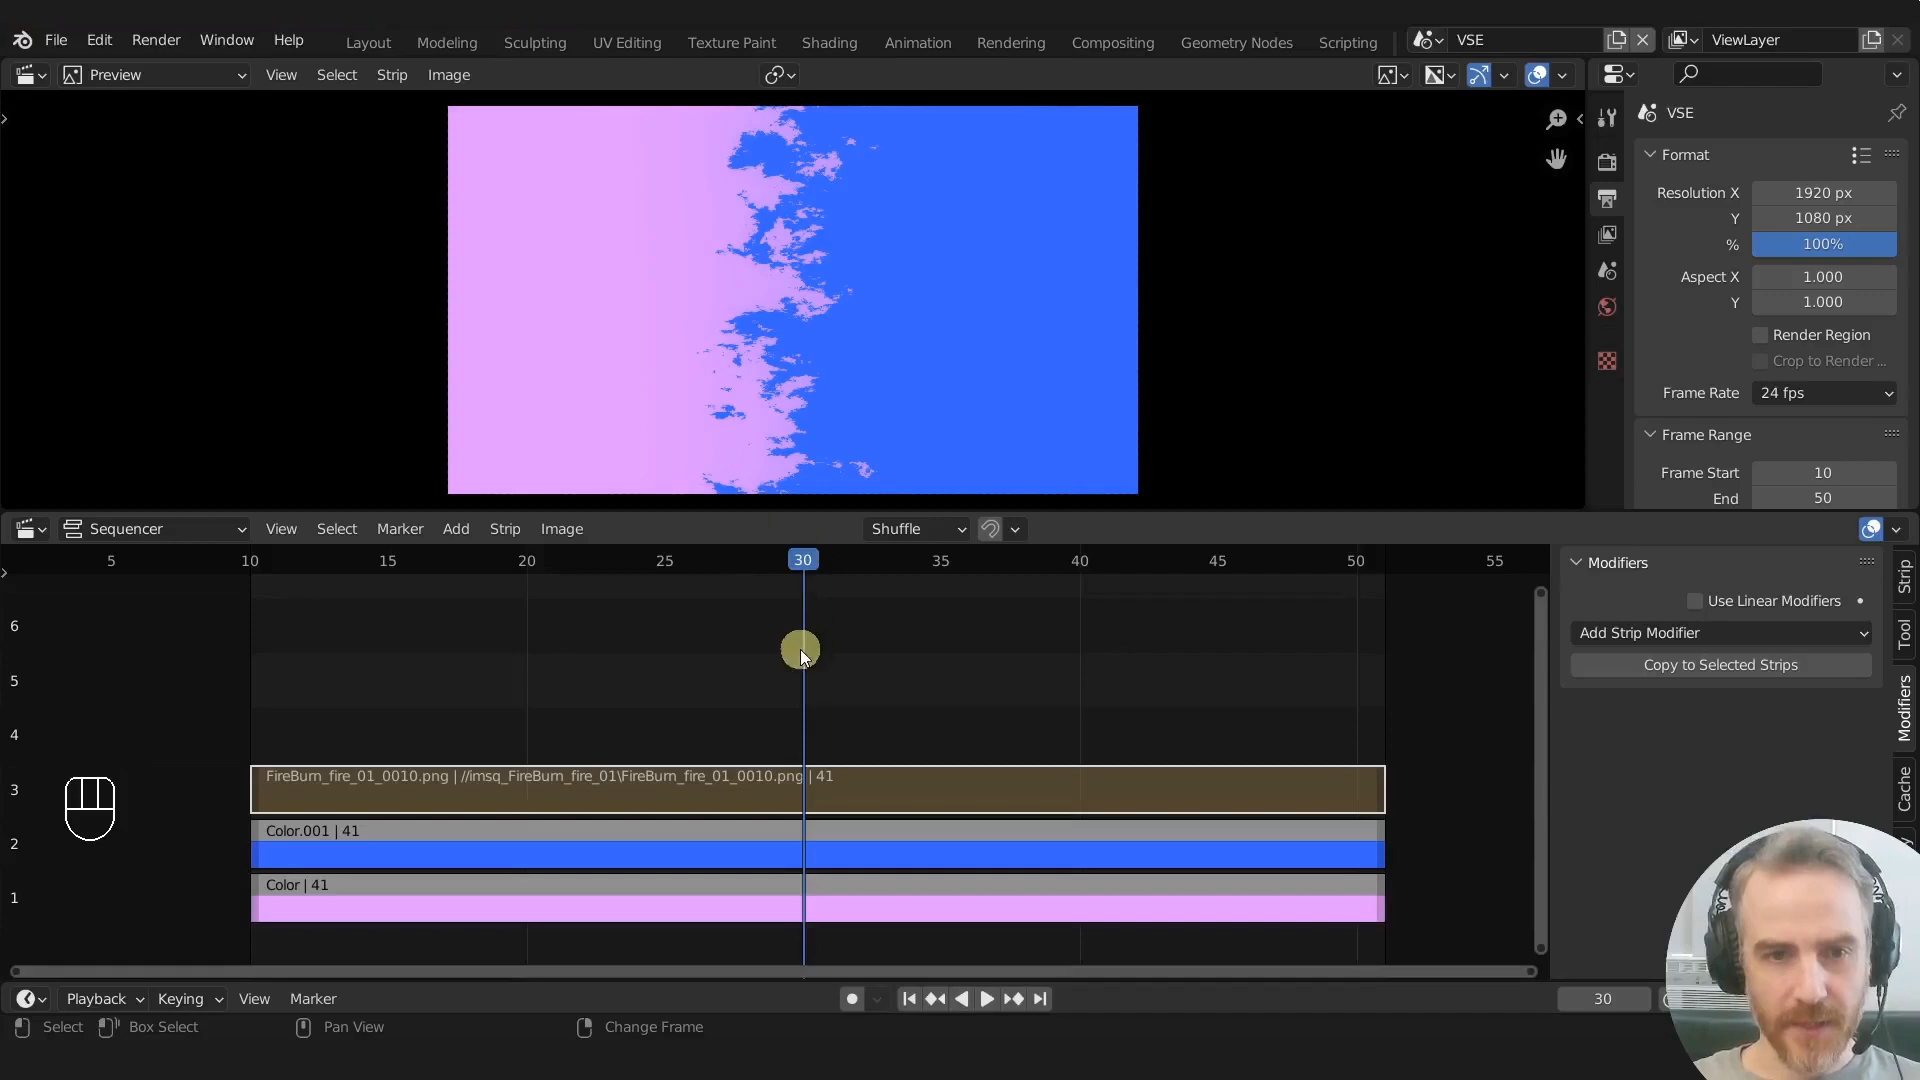 File Edit Render Window Help Layout Modeling Sculpting UV Editing Texture Paint Shading Animation Rendering Compositing Geometry Nodes Scripting VSE ViewLayer
Preview View Select Strip Image
VSE
Format
Resolution X 1920 px
Y 1080 px
% 100%
Aspect X 1.000
Y 1.000
Render Region
Crop to Render ...
Frame Rate 24 fps
Frame Range
Frame Start 10
End 50
Sequencer View Select Marker Add Strip Image Shuffle
5 10 15 20 25 30 35 40 45 50 55
Modifiers
Use Linear Modifiers
Add Strip Modifier
Copy to Selected Strips
Strip
Tool
Modifiers
Cache
6
5
4
3
FireBurn_fire_01_0010.png | //imsq_FireBurn_fire_01\FireBurn_fire_01_0010.png | 41
2
Color.001 | 41
1
Color | 41
Playback Keying View Marker 30
Select Box Select Pan View Change Frame